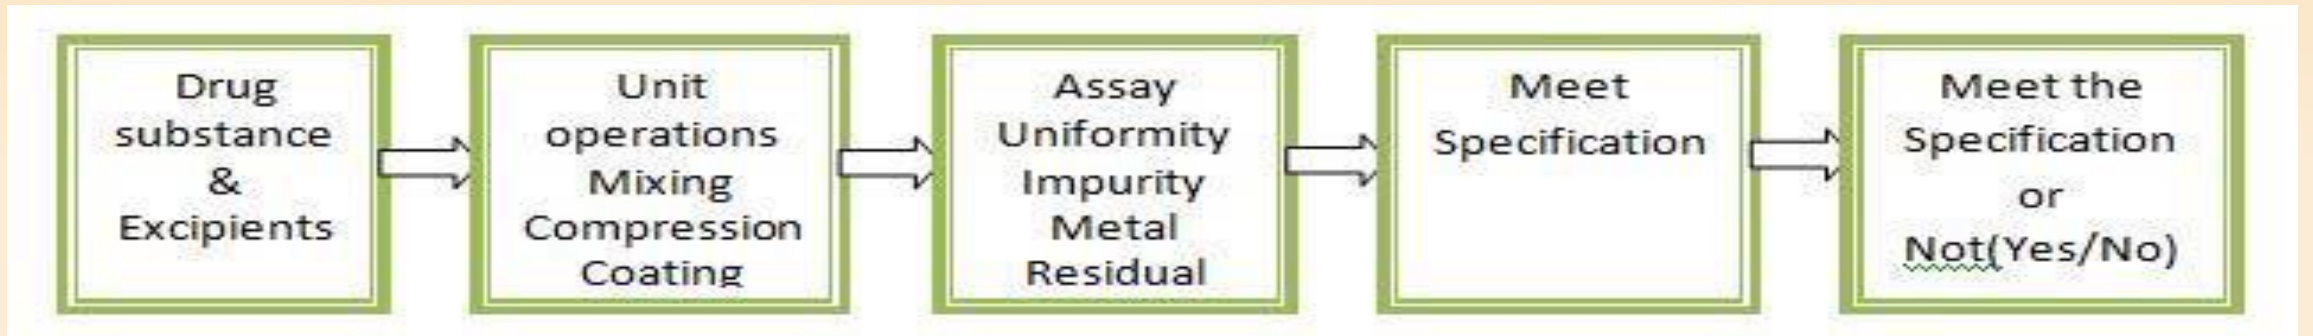 Drug
substance
&
Excipients
Unit
operations
Mixing
Compression
Coating
Assay
Uniformity
Impurity
Metal
Residual
Meet
Specification
Meet the
Specification
or
Not(Yes/No)